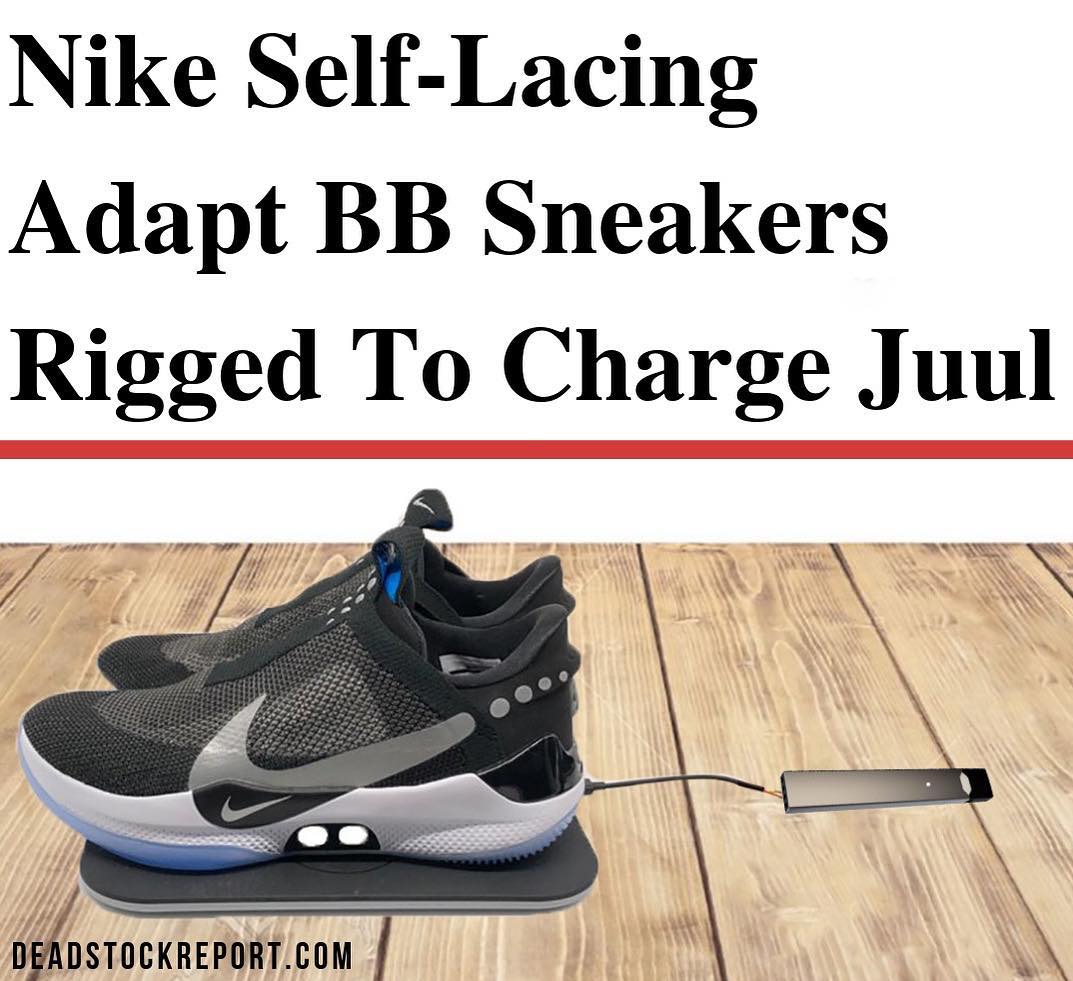 Nike Self-Lacing
Adapt BB Sneakers
Rigged To Charge Juul
DEADSTOCKREPORT.COM